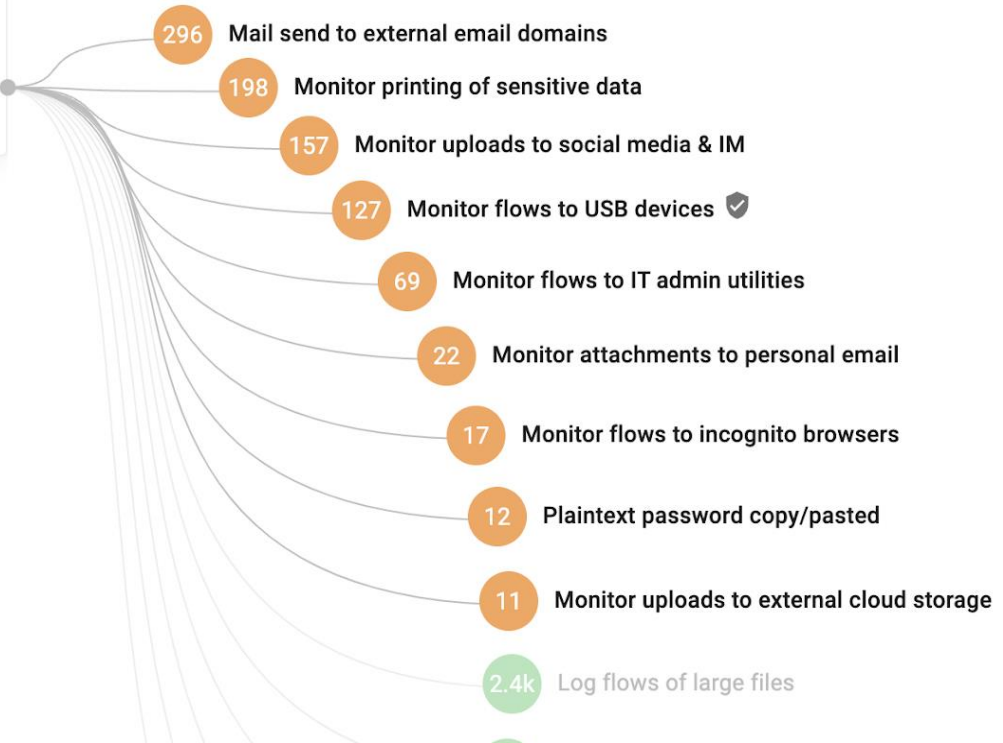 296 Mail send to external email domains
198 Monitor printing of sensitive data
157 Monitor uploads to social media & IM
127 Monitor flows to USB devices
69 Monitor flows to IT admin utilities
22 Monitor attachments to personal email
17 Monitor flows to incognito browsers
12 Plaintext password copy/pasted
11 Monitor uploads to external cloud storage
2.4k Log flows of large files